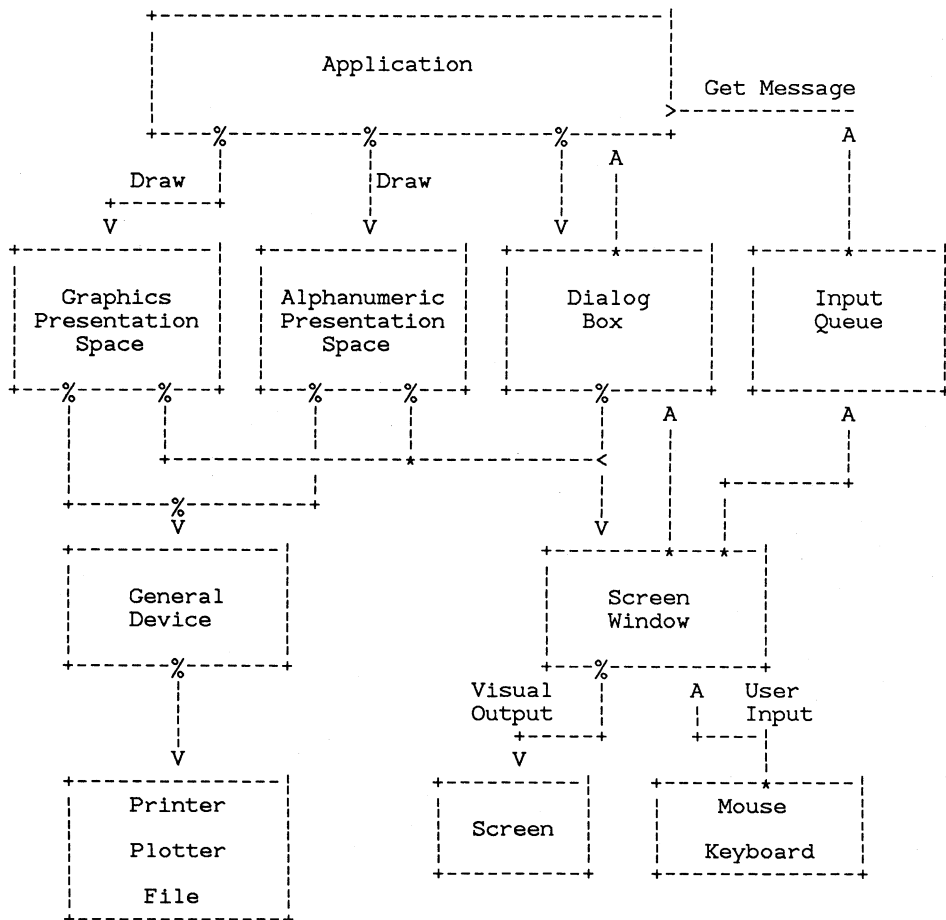 Application
Get Message
Draw
Draw
Graphics
Presentation
Space
Alphanumeric
Presentation
Space
Dialog
Box
Input
Queue
General
Device
Screen
Window
Visual
Output
User
Input
Printer
Plotter
File
Screen
Mouse
Keyboard